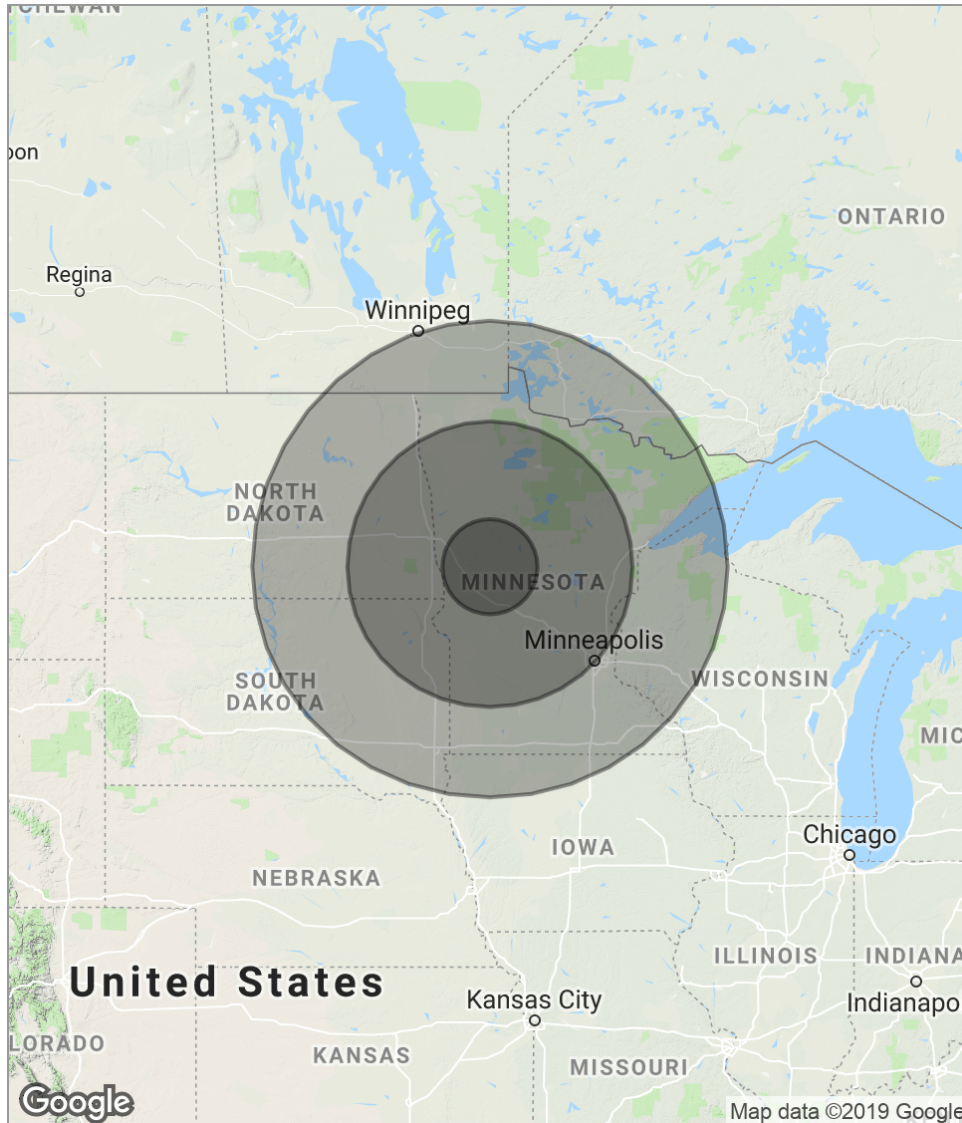 CHEWAN
oon
ONTARIO
Regina
Winnipeg
NORTH
DAKOTA
MINNESOTA
Minneapolis
SOUTH
DAKOTA
WISCONSIN
MIC
Chicago
IOWA
NEBRASKA
ILLINOIS
INDIANA
United States
Kansas City
Indianapo
LORADO
KANSAS
MISSOURI
Google
Map data ©2019 Google